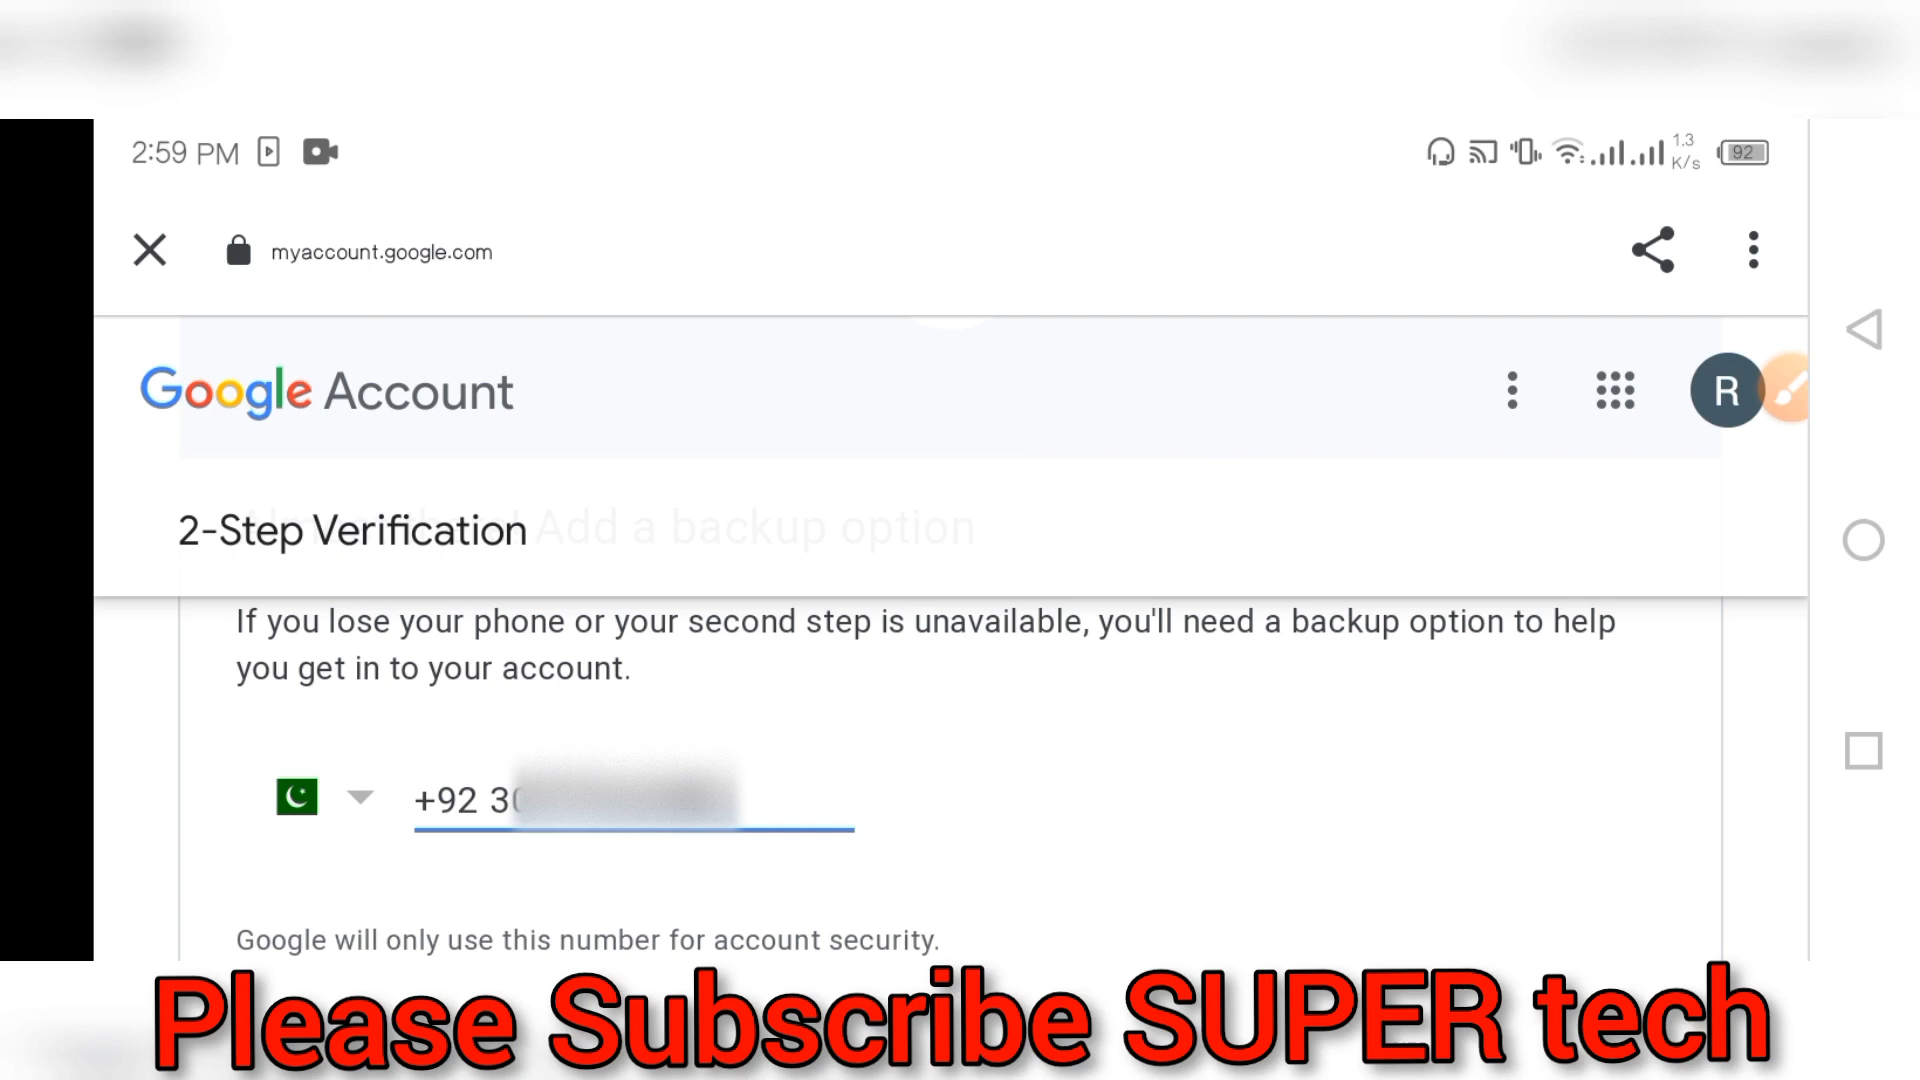 2:59 PM
1.3
K/s
92
myaccount.google.com
Google Account
R
2-Step Verification
Add a backup option
If you lose your phone or your second step is unavailable, you'll need a backup option to help
you get in to your account.
+92 30
Google will only use this number for account security.
Please Subscribe SUPER tech